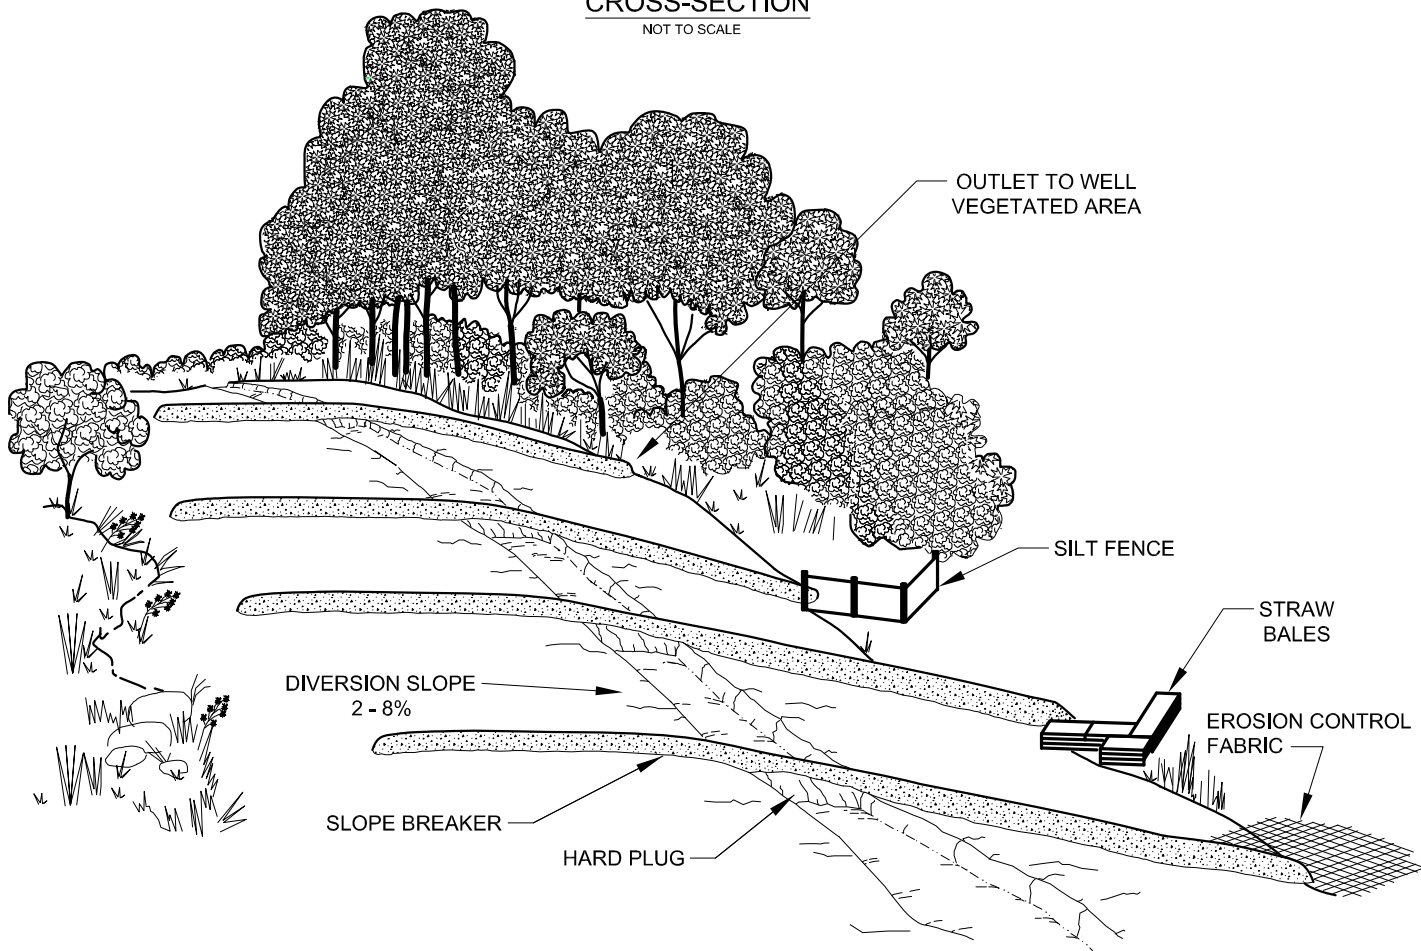 CROSS-SECTION
NOT TO SCALE
OUTLET TO WELL
VEGETATED AREA
SILT FENCE
STRAW
BALES
DIVERSION SLOPE
2 - 8%
EROSION CONTROL
FABRIC
SLOPE BREAKER
HARD PLUG